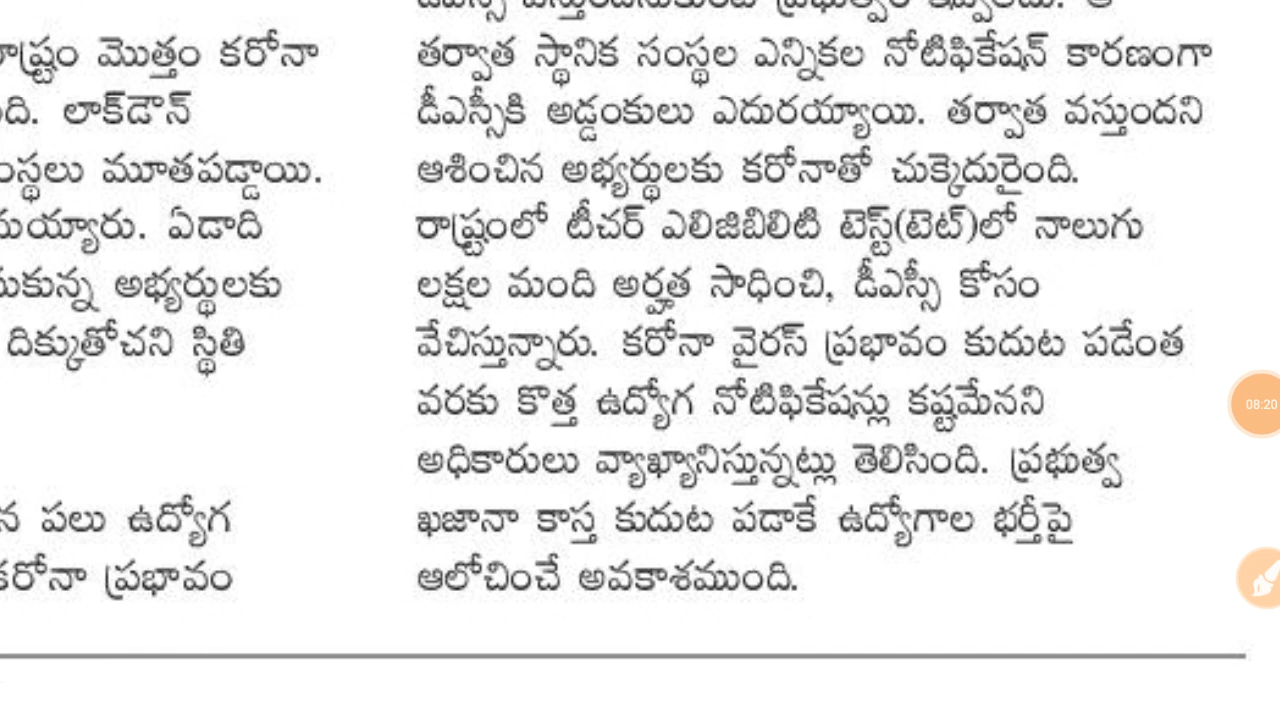 రాష్ట్రం మొత్తం కరోనా
లాక్‌డౌన్
మూతపడ్డాయి.
ఏడాది
అభ్యర్థులకు
దిక్కుతోచని స్థితి
పలు ఉద్యోగ
కరోనా ప్రభావం
తర్వాత స్థానిక సంస్థల ఎన్నికల నోటిఫికేషన్ కారణంగా
డీఎస్సీకి అడ్డంకులు ఎదురయ్యాయి. తర్వాత వస్తుందని
ఆశించిన అభ్యర్థులకు కరోనాతో చుక్కెదురైంది.
రాష్ట్రంలో టీచర్ ఎలిజిబిలిటి టెస్ట్(టెట్)లో నాలుగు
లక్షల మంది అర్హత సాధించి, డీఎస్సీ కోసం
వేచిస్తున్నారు. కరోనా వైరస్ ప్రభావం కుదుట పడేంత
వరకు కొత్త ఉద్యోగ నోటిఫికేషన్లు కష్టమేనని
అధికారులు వ్యాఖ్యానిస్తున్నట్లు తెలిసింది. ప్రభుత్వ
ఖజానా కాస్త కుదుట పడాకే ఉద్యోగాల భర్తీపై
ఆలోచించే అవకాశముంది.
08:20